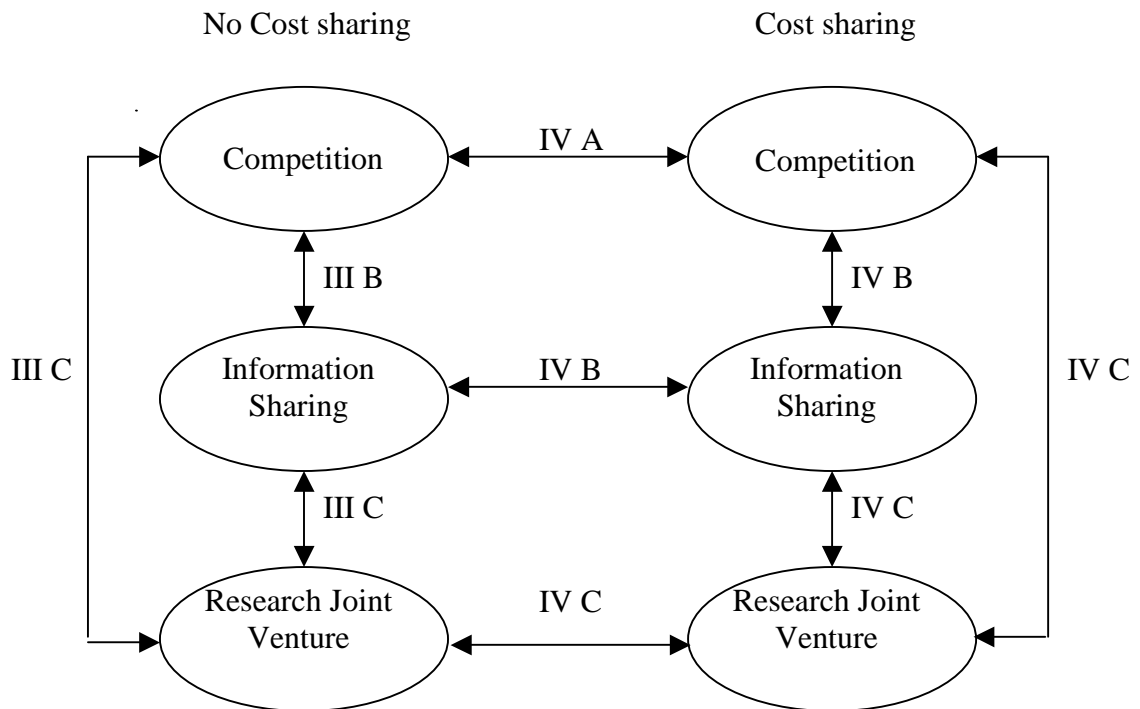 No Cost sharing
Cost sharing
Competition
IV A
Competition
III B
IV B
III C
Information
Sharing
IV B
Information
Sharing
IV C
III C
IV C
Research Joint
Venture
IV C
Research Joint
Venture